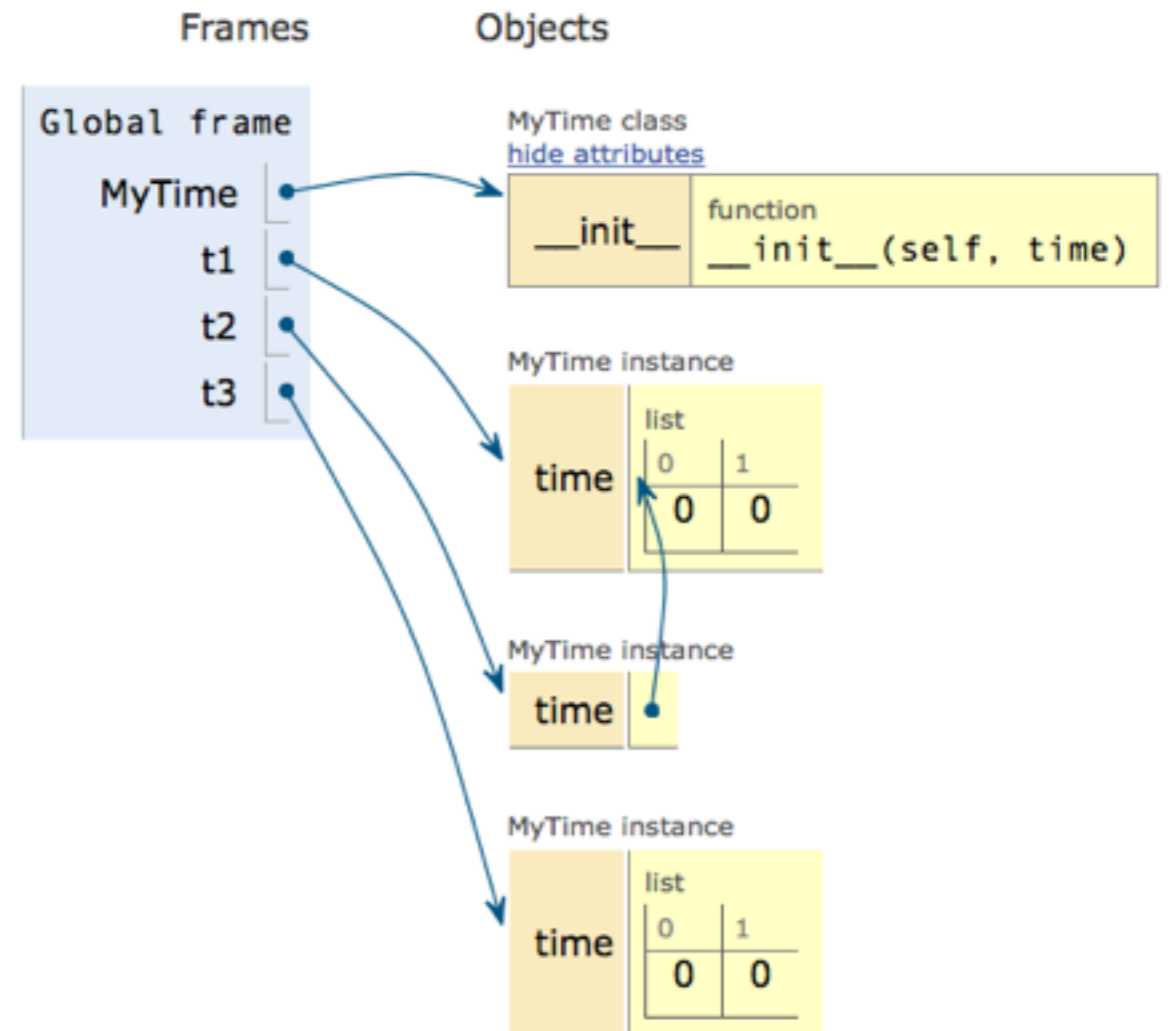 Frames Objects
Global frame
MyTime
t1
t2
t3
MyTime class
hide attributes
__init__
function
__init__(self, time)
MyTime instance
time
list
0 1
0 0
MyTime instance
time
MyTime instance
time
list
0 1
0 0